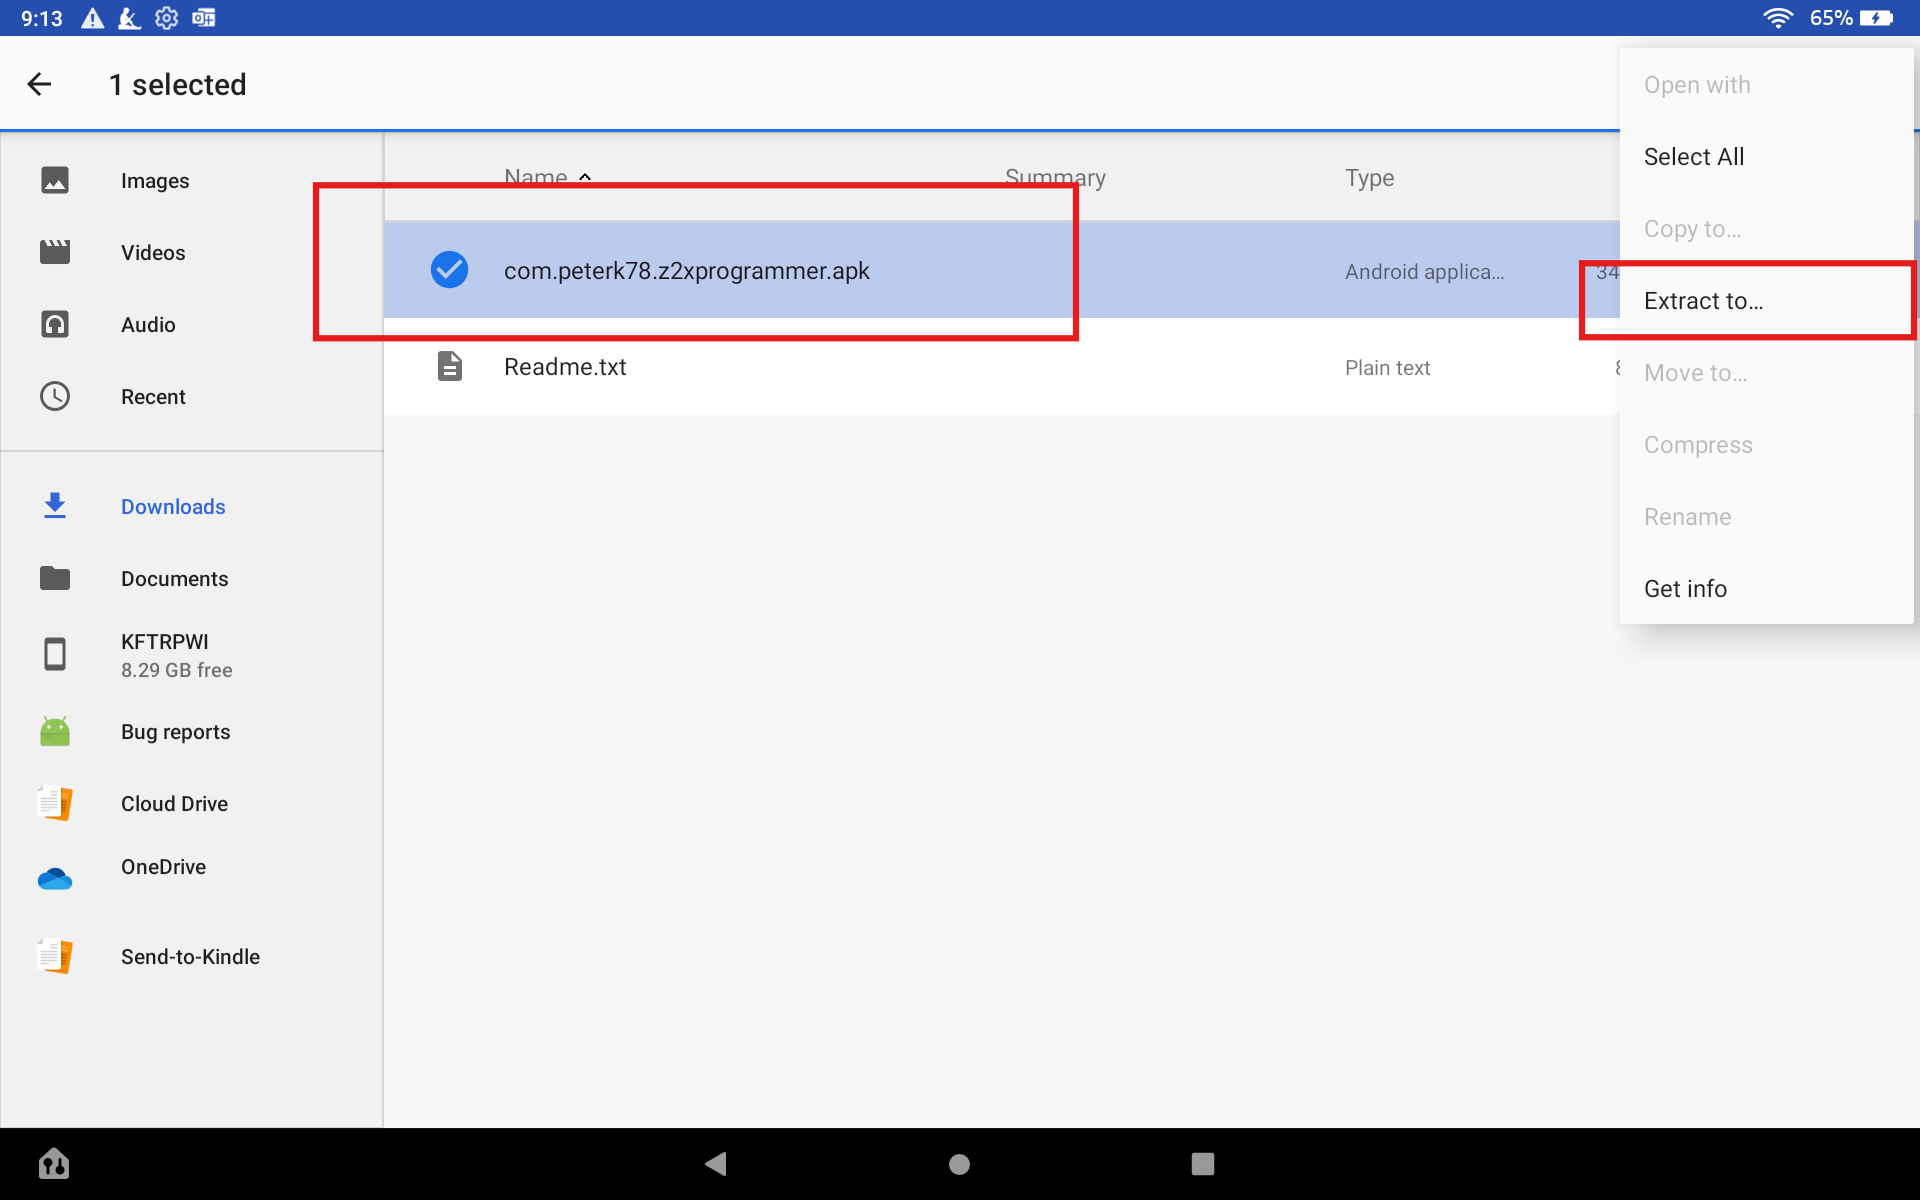 9:13
65%
1 selected
Images
Videos
Audio
Recent
Downloads
Documents
KFTRPWI
8.29 GB free
Bug reports
Cloud Drive
OneDrive
Send-to-Kindle
Name Summary Type
com.peterk78.z2xprogrammer.apk Android applica... 34
Readme.txt Plain text
Open with
Select All
Copy to...
Extract to...
Move to...
Compress
Rename
Get info